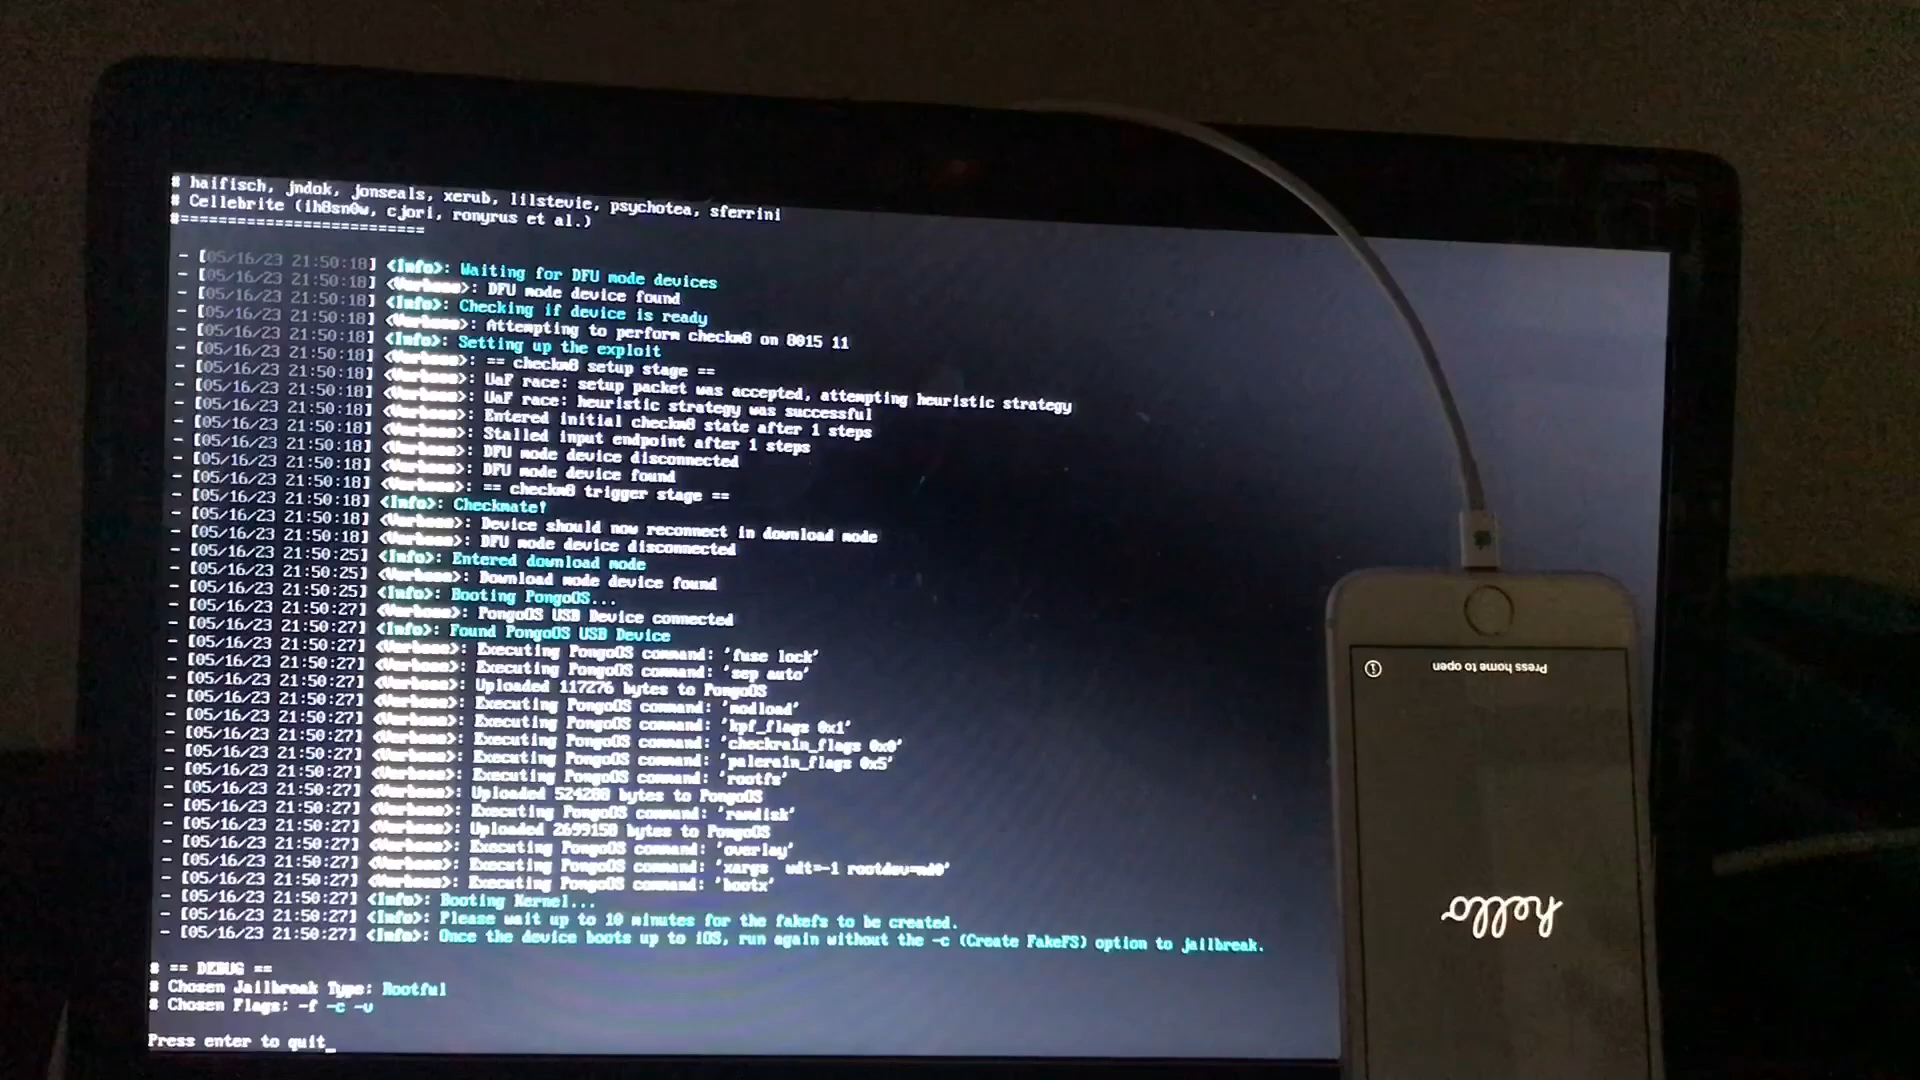 # haifisch, jndok, jonseals, xerub, lilstevie, psychotea, sferrini
# Cellebrite (ih8sn0w, cjori, ronyrus et al.)
#==========================
- [05/16/23 21:50:18] <Info>: Waiting for DFU mode devices
- [05/16/23 21:50:18] <Verbose>: DFU mode device found
- [05/16/23 21:50:18] <Info>: Checking if device is ready
- [05/16/23 21:50:18] <Verbose>: Attempting to perform checkm8 on 8015 11
- [05/16/23 21:50:18] <Info>: Setting up the exploit
- [05/16/23 21:50:18] <Verbose>: == checkm8 setup stage ==
- [05/16/23 21:50:18] <Verbose>: UaF race: setup packet was accepted, attempting heuristic strategy
- [05/16/23 21:50:18] <Verbose>: UaF race: heuristic strategy was successful
- [05/16/23 21:50:18] <Verbose>: Entered initial checkm8 state after 1 steps
- [05/16/23 21:50:18] <Verbose>: Stalled input endpoint after 1 steps
- [05/16/23 21:50:18] <Verbose>: DFU mode device disconnected
- [05/16/23 21:50:18] <Verbose>: DFU mode device found
- [05/16/23 21:50:18] <Verbose>: == checkm8 trigger stage ==
- [05/16/23 21:50:18] <Info>: Checkmate!
- [05/16/23 21:50:18] <Verbose>: Device should now reconnect in download mode
- [05/16/23 21:50:18] <Verbose>: DFU mode device disconnected
- [05/16/23 21:50:25] <Info>: Entered download mode
- [05/16/23 21:50:25] <Verbose>: Download mode device found
- [05/16/23 21:50:25] <Info>: Booting PongoOS...
- [05/16/23 21:50:27] <Verbose>: PongoOS USB Device connected
- [05/16/23 21:50:27] <Info>: Found PongoOS USB Device
- [05/16/23 21:50:27] <Verbose>: Executing PongoOS command: 'fuse lock'
- [05/16/23 21:50:27] <Verbose>: Executing PongoOS command: 'sep auto'
- [05/16/23 21:50:27] <Verbose>: Uploaded 117276 bytes to PongoOS
- [05/16/23 21:50:27] <Verbose>: Executing PongoOS command: 'modload'
- [05/16/23 21:50:27] <Verbose>: Executing PongoOS command: 'kpf_flags 0x1'
- [05/16/23 21:50:27] <Verbose>: Executing PongoOS command: 'checkra1n_flags 0x0'
- [05/16/23 21:50:27] <Verbose>: Executing PongoOS command: 'palera1n_flags 0x5'
- [05/16/23 21:50:27] <Verbose>: Executing PongoOS command: 'rootfs'
- [05/16/23 21:50:27] <Verbose>: Uploaded 524288 bytes to PongoOS
- [05/16/23 21:50:27] <Verbose>: Executing PongoOS command: 'ramdisk'
- [05/16/23 21:50:27] <Verbose>: Uploaded 2699150 bytes to PongoOS
- [05/16/23 21:50:27] <Verbose>: Executing PongoOS command: 'overlay'
- [05/16/23 21:50:27] <Verbose>: Executing PongoOS command: 'xargs  wdt=-1 rootdev=md0'
- [05/16/23 21:50:27] <Verbose>: Executing PongoOS command: 'bootx'
- [05/16/23 21:50:27] <Info>: Booting Kernel...
- [05/16/23 21:50:27] <Info>: Please wait up to 10 minutes for the fakefs to be created.
- [05/16/23 21:50:27] <Info>: Once the device boots up to iOS, run again without the -c (Create FakeFS) option to jailbreak.
# == DEBUG ==
# Chosen Jailbreak Type: Rootful
# Chosen Flags: -f -c -v
Press enter to quit_
Press home to open
hello